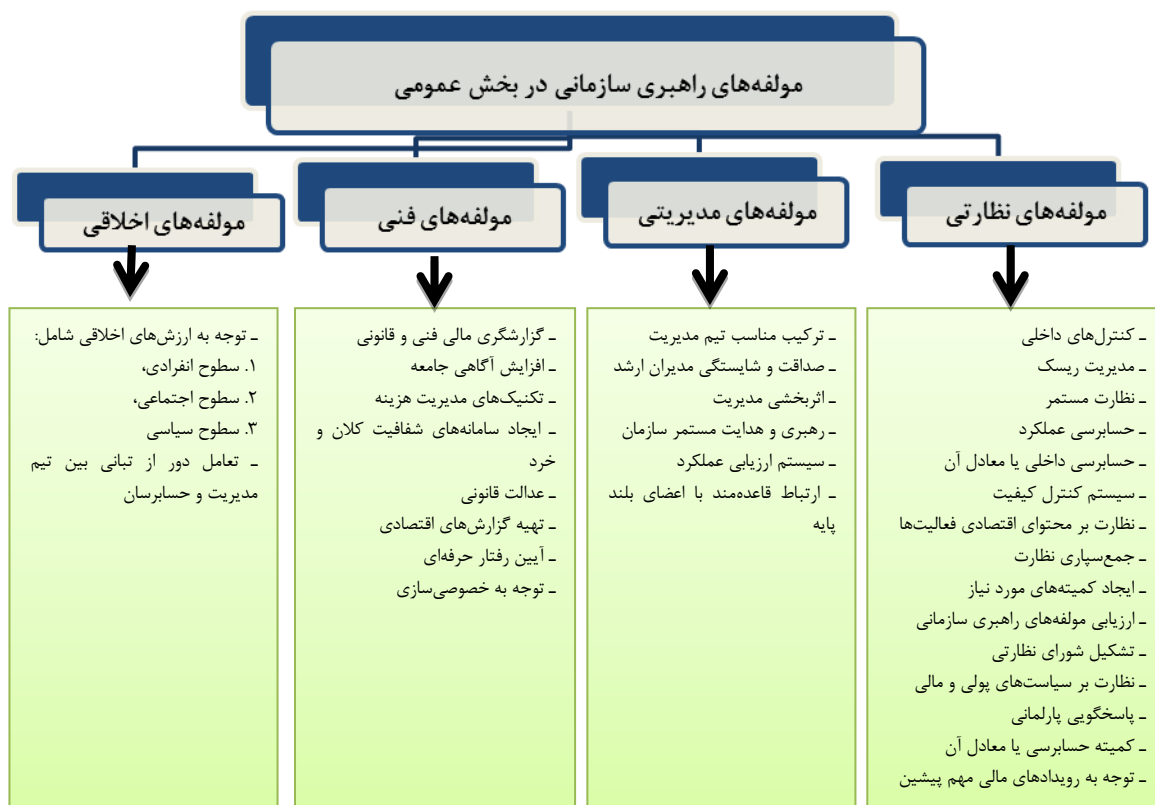 مولفه‌های راهبری سازمانی در بخش عمومی
مولفه‌های نظارتی
ـ کنترل‌های داخلی
ـ مدیریت ریسک
ـ نظارت مستمر
ـ حسابرسی عملکرد
ـ حسابرسی داخلی یا معادل آن
ـ سیستم کنترل کیفیت
ـ نظارت بر محتوای اقتصادی فعالیت‌ها
ـ جمع‌سپاری نظارت
ـ ایجاد کمیته‌های مورد نیاز
ـ ارزیابی مولفه‌های راهبری سازمانی
ـ تشکیل شورای نظارتی
ـ نظارت بر سیاست‌های پولی و مالی
ـ پاسخگویی پارلمانی
ـ کمیته حسابرسی یا معادل آن
ـ توجه به رویدادهای مالی مهم پیشین
مولفه‌های مدیریتی
ـ ترکیب مناسب تیم مدیریت
ـ صداقت و شایستگی مدیران ارشد
ـ اثربخشی مدیریت
ـ رهبری و هدایت مستمر سازمان
ـ سیستم ارزیابی عملکرد
ـ ارتباط قاعده‌مند با اعضای بلند
پایه
مولفه‌های فنی
ـ گزارشگری مالی فنی و قانونی
ـ افزایش آگاهی جامعه
ـ تکنیک‌های مدیریت هزینه
ـ ایجاد سامانه‌های شفافیت کلان و
خرد
ـ عدالت قانونی
ـ تهیه گزارش‌های اقتصادی
ـ آیین رفتار حرفه‌ای
ـ توجه به خصوصی‌سازی
مولفه‌های اخلاقی
ـ توجه به ارزش‌های اخلاقی شامل:
۱. سطوح انفرادی،
۲. سطوح اجتماعی،
۳. سطوح سیاسی
ـ تعامل دور از تبانی بین تیم
مدیریت و حسابرسان